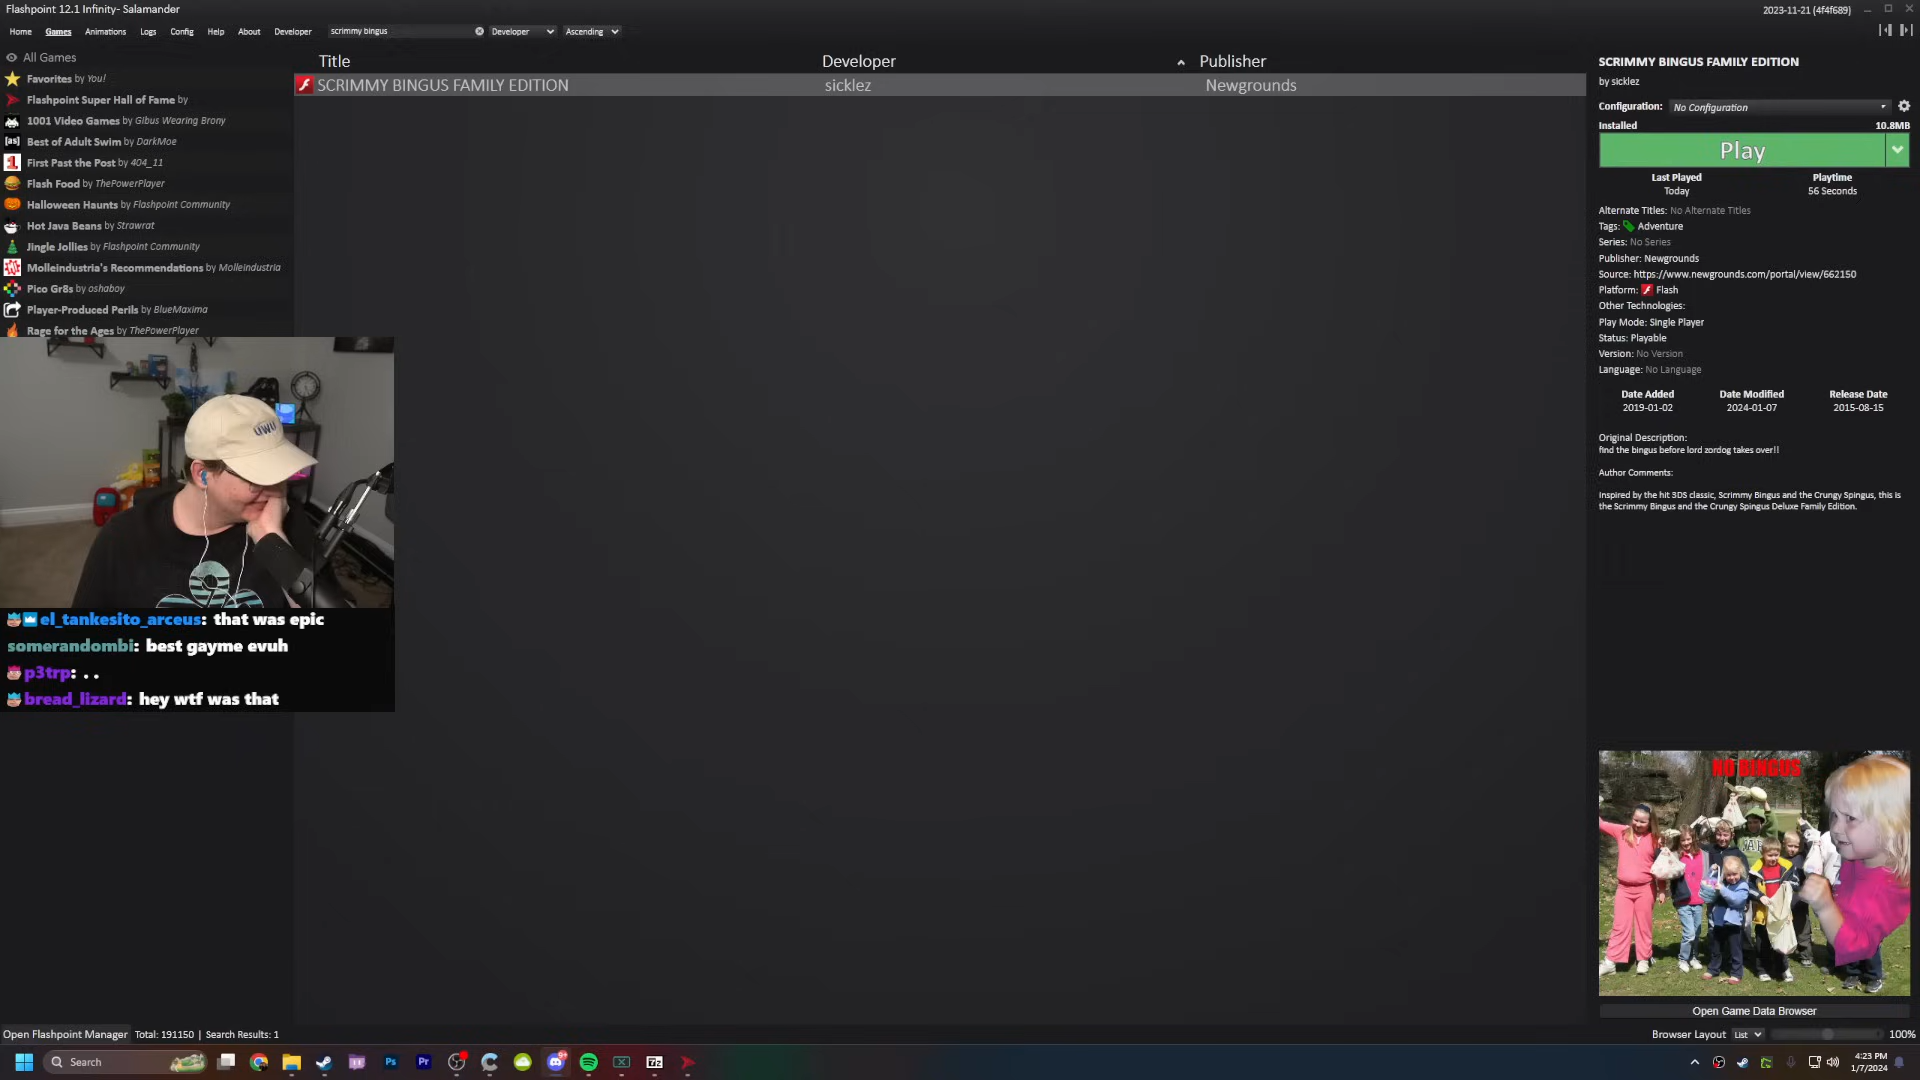 Flashpoint 12.1 Infinity- Salamander
2023-11-21 (4f4f689)
Home Games Animations Logs Config Help About Developer scrimmy bingus Developer Ascending
All Games
Favorites by You!
Flashpoint Super Hall of Fame by
1001 Video Games by Gibus Wearing Brony
[as] Best of Adult Swim by DarkMoe
1 First Past the Post by 404_11
Flash Food by ThePowerPlayer
Halloween Haunts by Flashpoint Community
Hot Java Beans by Strawrat
Jingle Jollies by Flashpoint Community
Molleindustria's Recommendations by Molleindustria
Pico Gr8s by oshaboy
Player-Produced Perils by BlueMaxima
Rage for the Ages by ThePowerPlayer
Title Developer Publisher
SCRIMMY BINGUS FAMILY EDITION sicklez Newgrounds
SCRIMMY BINGUS FAMILY EDITION
by sicklez
Configuration: No Configuration
Installed 10.8MB
Play
Last Played Playtime
Today 56 Seconds
Alternate Titles: No Alternate Titles
Tags: Adventure
Series: No Series
Publisher: Newgrounds
Source: https://www.newgrounds.com/portal/view/662150
Platform: Flash
Other Technologies:
Play Mode: Single Player
Status: Playable
Version: No Version
Language: No Language
Date Added Date Modified Release Date
2019-01-02 2024-01-07 2015-08-15
Original Description:
find the bingus before lord zordog takes over!!
Author Comments:
Inspired by the hit 3DS classic, Scrimmy Bingus and the Crungy Spingus, this is
the Scrimmy Bingus and the Crungy Spingus Deluxe Family Edition.
NO BINGUS
UWU
el_tankesito_arceus: that was epic
somerandombi: best gayme evuh
p3trp: . .
bread_lizard: hey wtf was that
Open Game Data Browser
Open Flashpoint Manager Total: 191150 | Search Results: 1
Browser Layout List 100%
Search
Ps
Pr
9+
7z
4:23 PM
1/7/2024